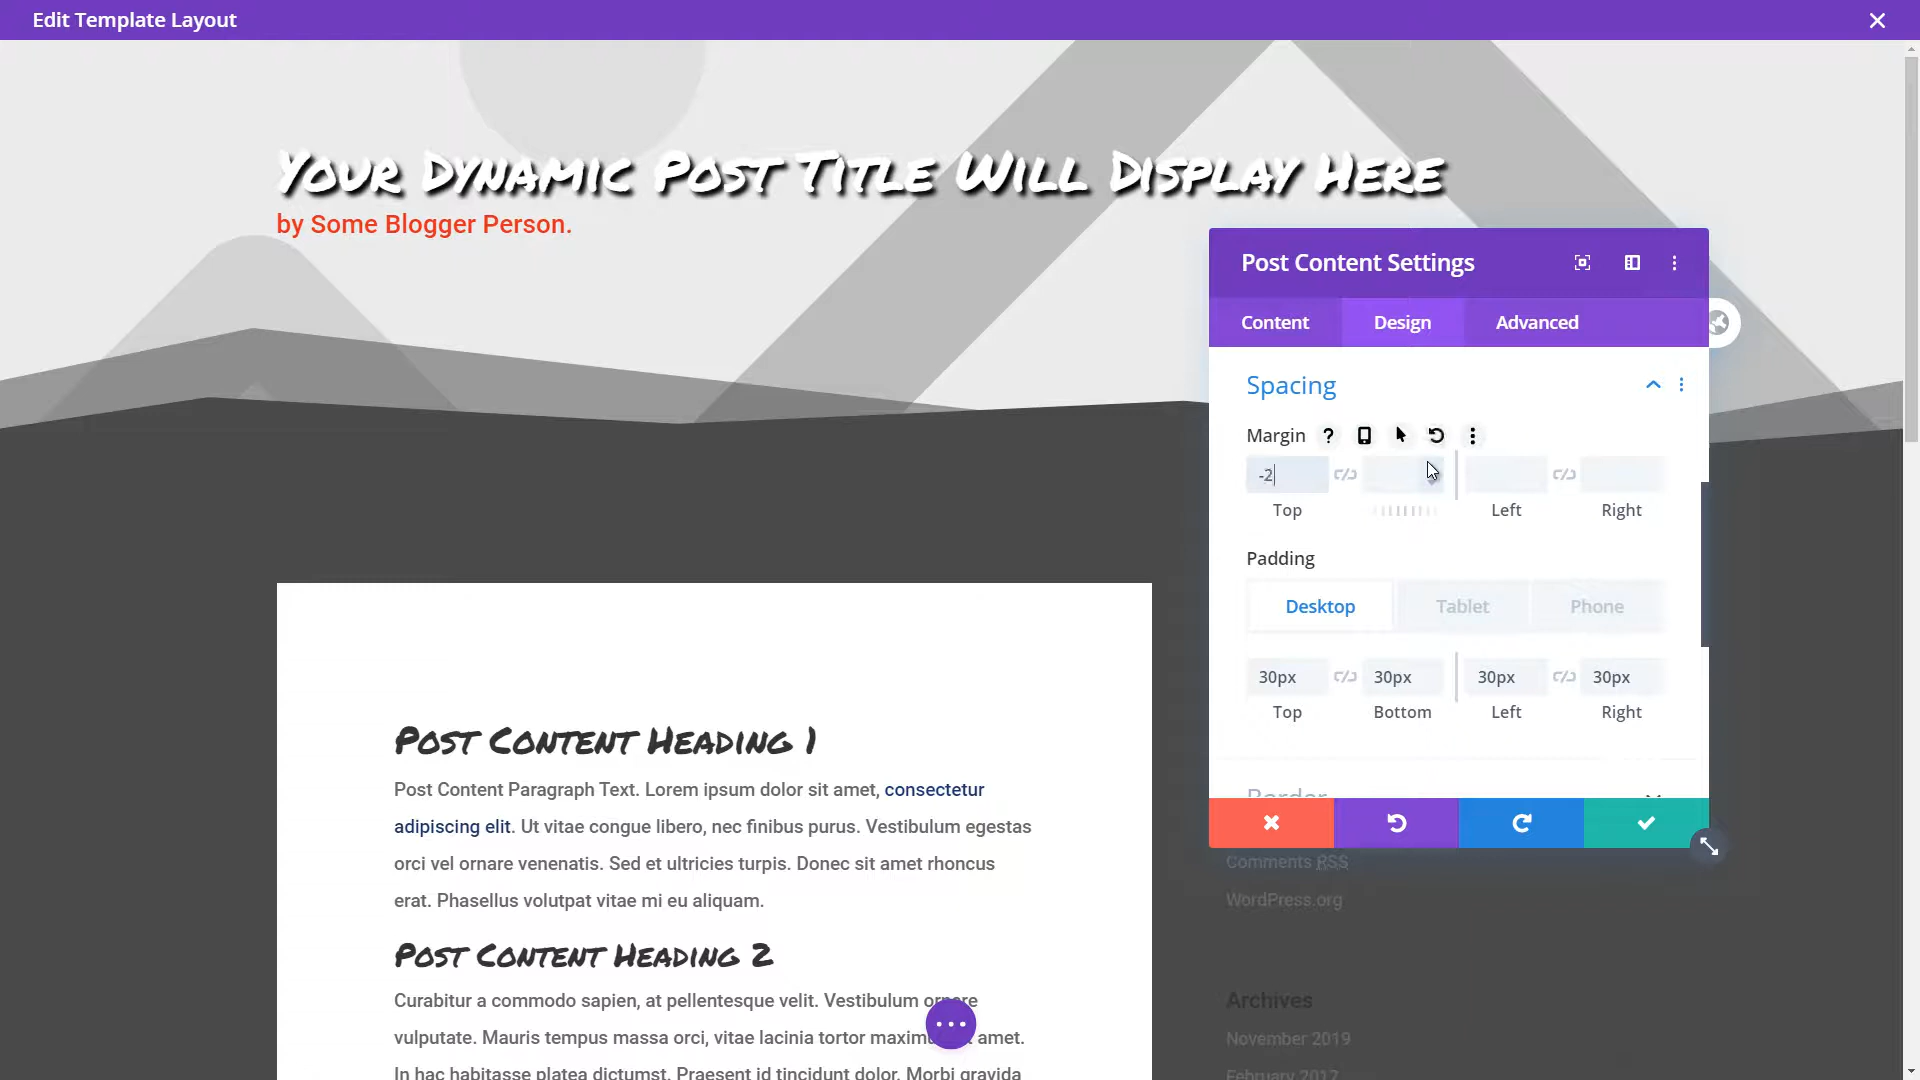 Edit Template Layout
Your Dynamic Post Title Will Display Here
by Some Blogger Person.
Post Content Settings
Content Design Advanced
Spacing
Margin ?
-2
Top Left Right
Padding
Desktop Tablet Phone
30px 30px 30px 30px
Top Bottom Left Right
Border
Post Content Heading 1
Post Content Paragraph Text. Lorem ipsum dolor sit amet, consectetur
adipiscing elit. Ut vitae congue libero, nec finibus purus. Vestibulum egestas
orci vel ornare venenatis. Sed et ultricies turpis. Donec sit amet rhoncus
erat. Phasellus volutpat vitae mi eu aliquam.
Post Content Heading 2
Curabitur a commodo sapien, at pellentesque velit. Vestibulum ornare
vulputate. Mauris tempus massa orci, vitae lacinia tortor amet.
In hac habitasse platea dictumst. Praesent id tincidunt dolor. Morbi gravida
Comments RSS
WordPress.org
Archives
November 2019
February 2017